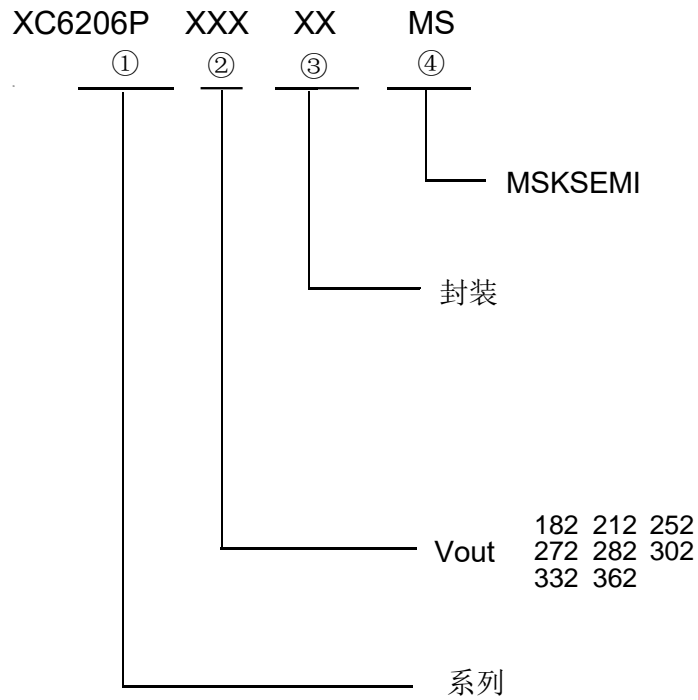 XC6206P XXX XX MS
① ② ③ ④
MSKSEMI
封装
Vout
182 212 252
272 282 302
332 362
系列